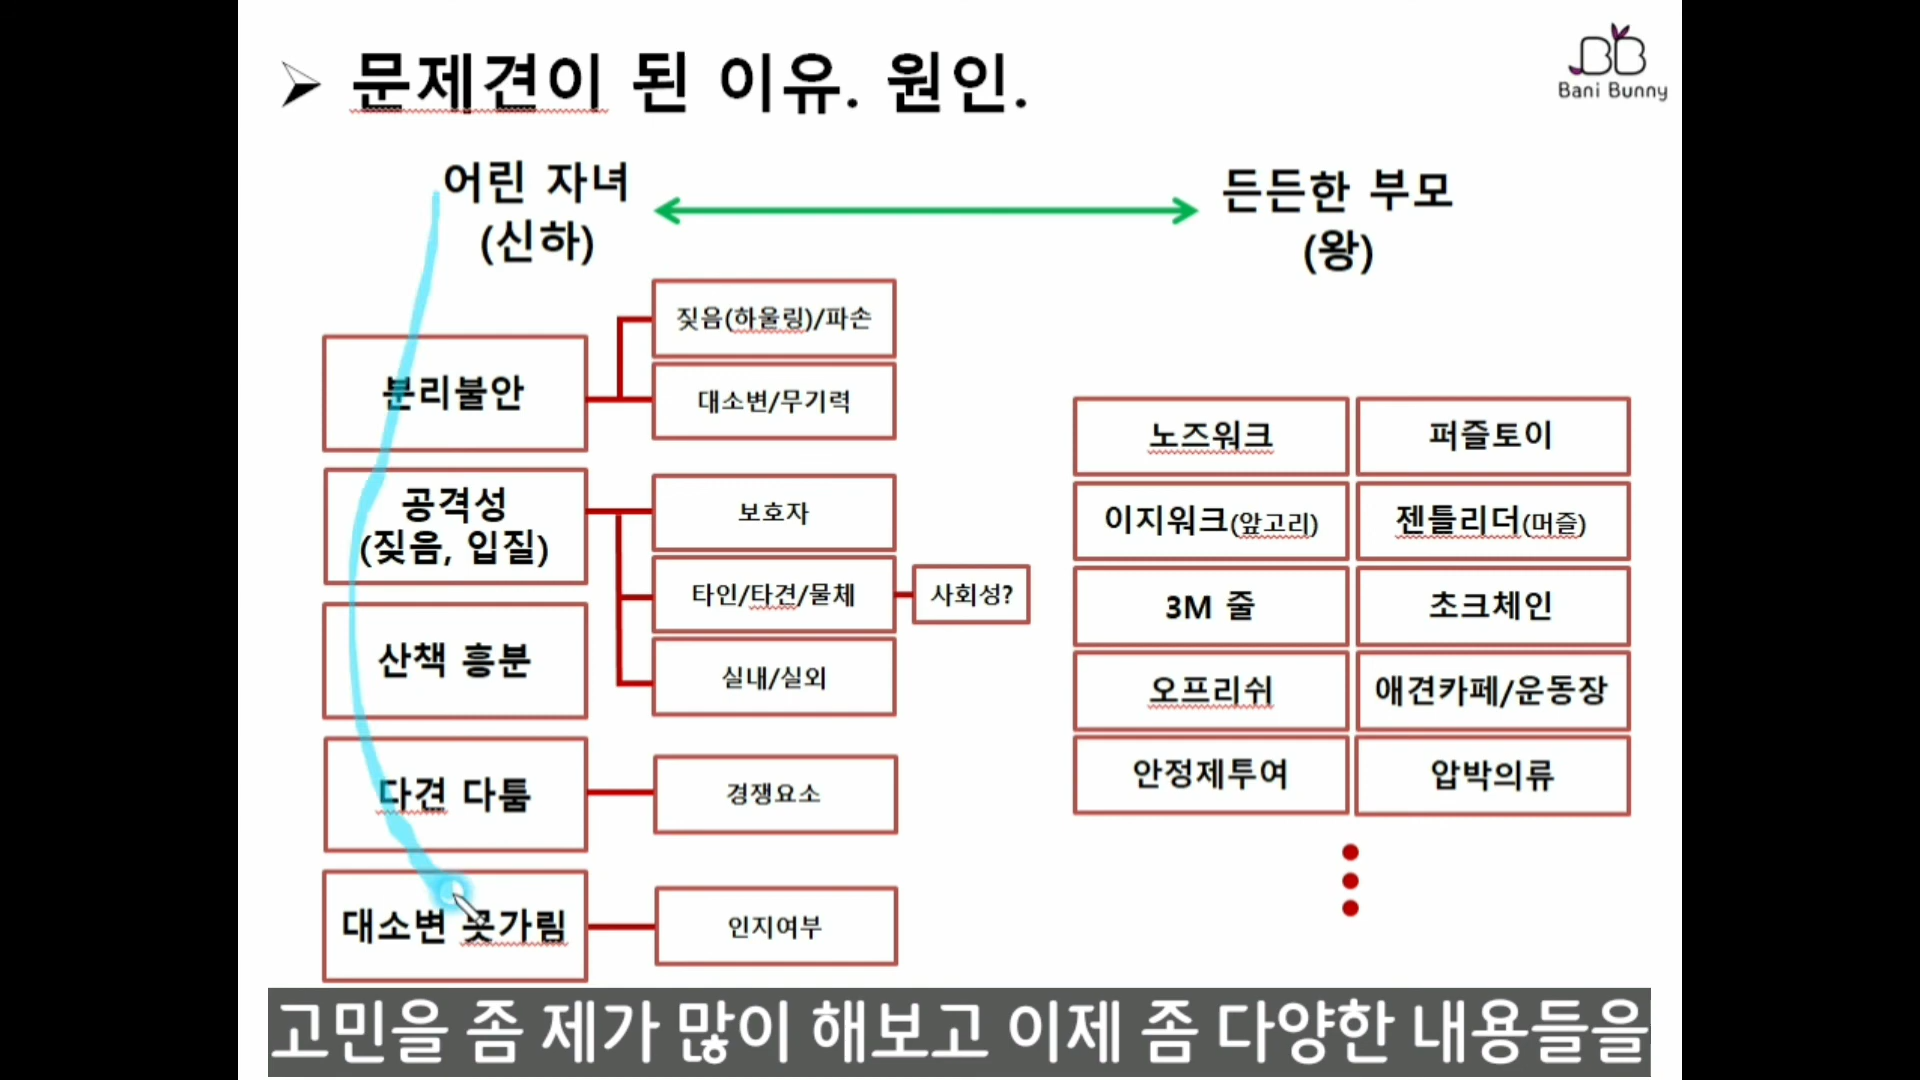 문제견이 된 이유. 원인.
Bani Bunny
어린 자녀
(신하)
든든한 부모
(왕)
분리불안
짖음(하울링)/파손
대소변/무기력
공격성
(짖음, 입질)
보호자
타인/타견/물체
사회성?
실내/실외
산책 흥분
다견 다툼
경쟁요소
대소변 못가림
인지여부
노즈워크
퍼즐토이
이지워크(앞고리)
젠틀리더(머즐)
3M 줄
초크체인
오프리쉬
애견카페/운동장
안정제투여
압박의류
고민을 좀 제가 많이 해보고 이제 좀 다양한 내용들을